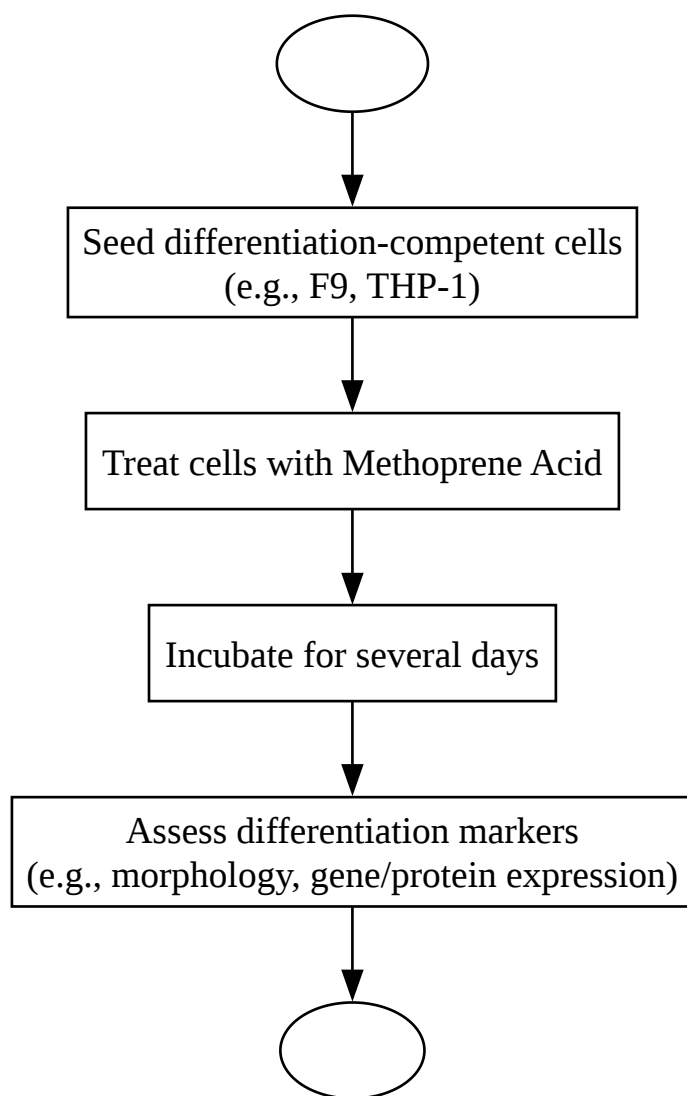 Seed differentiation-competent cells
(e.g., F9, THP-1)
Treat cells with Methoprene Acid
Incubate for several days
Assess differentiation markers
(e.g., morphology, gene/protein expression)